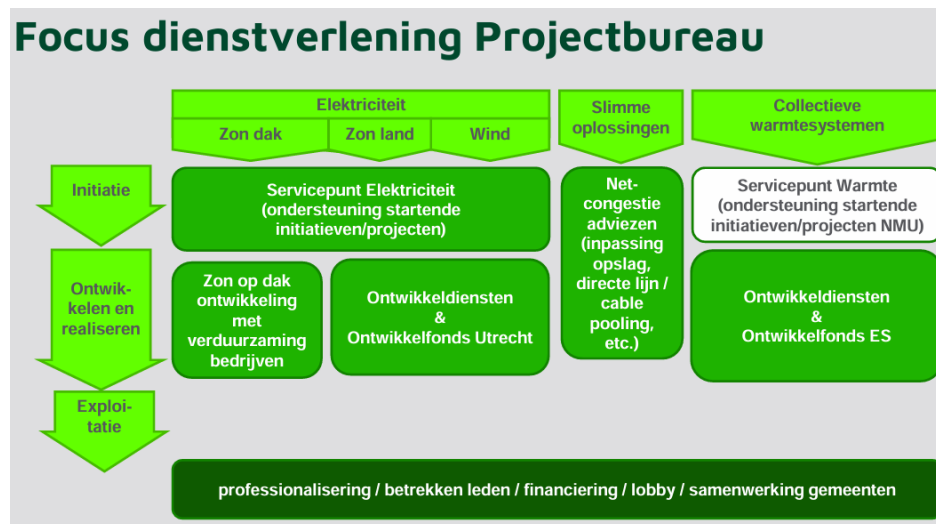 Focus dienstverlening Projectbureau
Elektriciteit
Zon dak
Zon land
Wind
Slimme
oplossingen
Collectieve
warmtesystemen
Initiatie
Servicepunt Elektriciteit
(ondersteuning startende
initiatieven/projecten)
Net-
congestie
adviezen
(inpassing
opslag,
directe lijn /
cable
pooling,
etc.)
Servicepunt Warmte
(ondersteuning startende
initiatieven/projecten NMU)
Ontwik-
kelen en
realiseren
Zon op dak
ontwikkeling
met
verduurzaming
bedrijven
Ontwikkeldiensten
&
Ontwikkelfonds Utrecht
Ontwikkeldiensten
&
Ontwikkelfonds ES
Exploi-
tatie
professionalisering / betrekken leden / financiering / lobby / samenwerking gemeenten